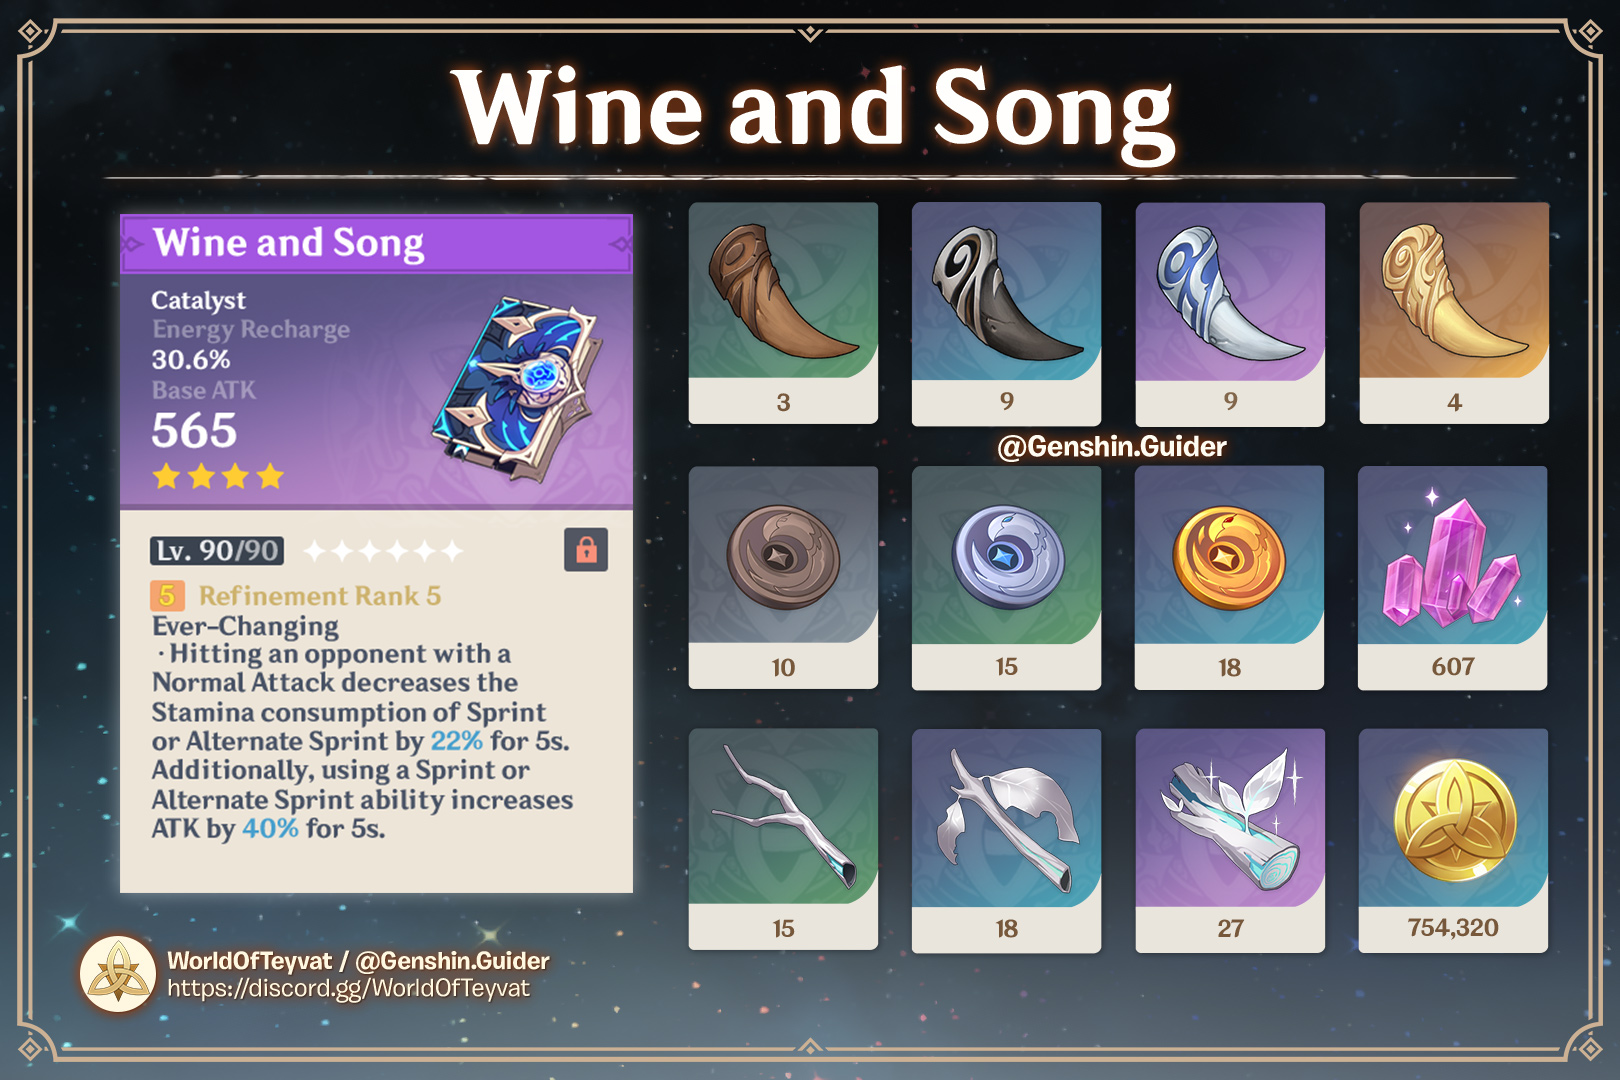 Wine and Song
Wine and Song
Catalyst
Energy Recharge
30.6%
Base ATK
565
Lv. 90/90
5 Refinement Rank 5
Ever-Changing
· Hitting an opponent with a
Normal Attack decreases the
Stamina consumption of Sprint
or Alternate Sprint by 22% for 5s.
Additionally, using a Sprint or
Alternate Sprint ability increases
ATK by 40% for 5s.
3 9 9 4
@Genshin.Guider
10 15 18 607
15 18 27 754,320
WorldOfTeyvat / @Genshin.Guider
https://discord.gg/WorldOfTeyvat